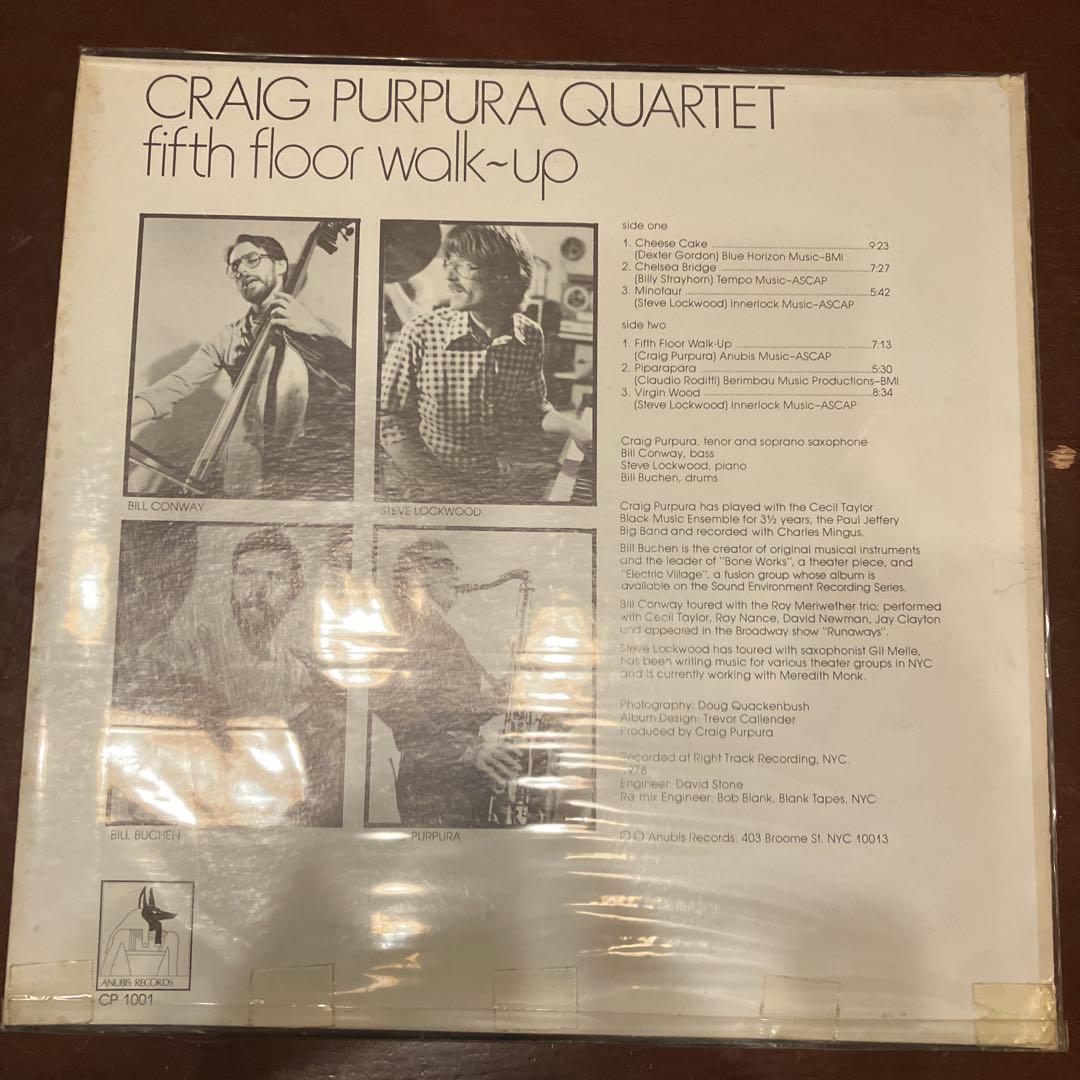 CRAIG PURPURA QUARTET
fifth floor walk~up
BILL CONWAY
STEVE LOCKWOOD
BILL BUCHEN
PURPURA
side one
1. Cheese Cake ........ 9:23
(Dexter Gordon) Blue Horizon Music–BMI
2. Chelsea Bridge ........ 7:27
(Billy Strayhorn) Tempo Music–ASCAP
3. Minotaur ........ 5:42
(Steve Lockwood) Innerlock Music–ASCAP
side two
1. Fifth Floor Walk-Up ........ 7:13
(Craig Purpura) Anubis Music–ASCAP
2. Piparapara ........ 5:30
(Claudio Roditti) Berimbau Music Productions–BMI
3. Virgin Wood ........ 8:34
(Steve Lockwood) Innerlock Music–ASCAP
Craig Purpura, tenor and soprano saxophone
Bill Conway, bass
Steve Lockwood, piano
Bill Buchen, drums
Craig Purpura has played with the Cecil Taylor
Black Music Ensemble for 3½ years, the Paul Jeffery
Big Band and recorded with Charles Mingus.
Bill Buchen is the creator of original musical instruments
and the leader of "Bone Works", a theater piece, and
"Electric Village", a fusion group whose album is
available on the Sound Environment Recording Series.
Bill Conway toured with the Roy Meriwether trio; performed
with Cecil Taylor, Ray Nance, David Newman, Jay Clayton
and appeared in the Broadway show "Runaways".
Steve Lockwood has toured with saxophonist Gil Melle,
has been writing music for various theater groups in NYC
and is currently working with Meredith Monk.
Photography: Doug Quackenbush
Album Design: Trevor Callender
Produced by Craig Purpura
Recorded at Right Track Recording, NYC.
1978
Engineer: David Stone
Re mix Engineer: Bob Blank, Blank Tapes, NYC
Anubis Records: 403 Broome St. NYC 10013
ANUBIS RECORDS
CP 1001